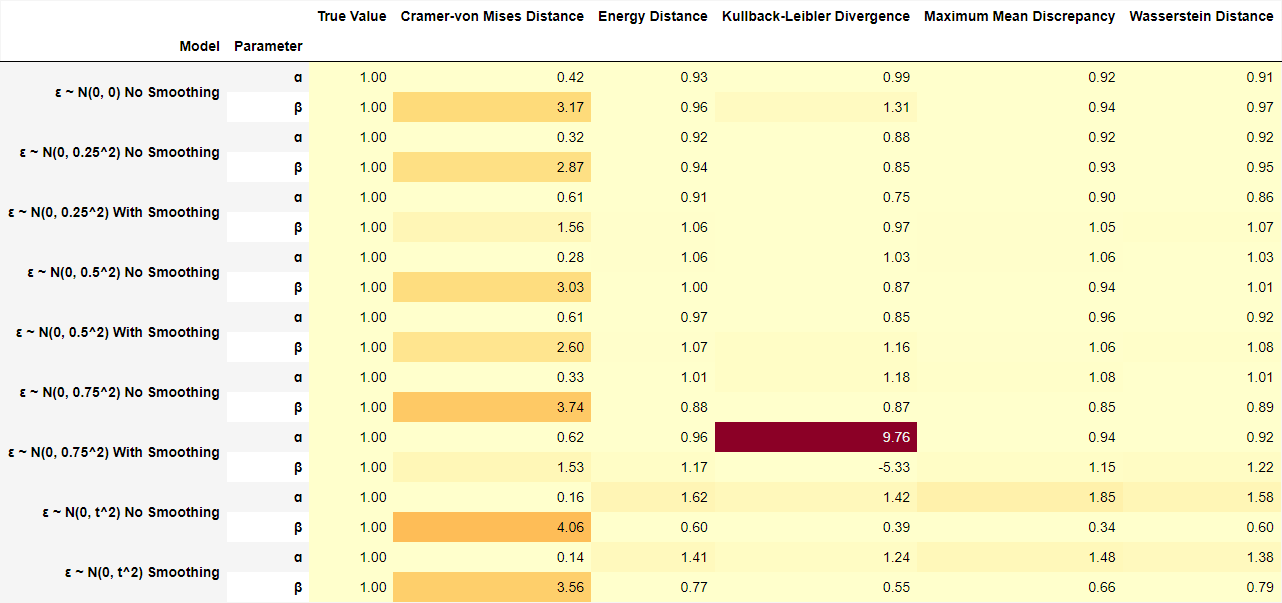 True Value Cramer-von Mises Distance Energy Distance Kullback-Leibler Divergence Maximum Mean Discrepancy Wasserstein Distance
Model Parameter
ε ~ N(0, 0) No Smoothing α 1.00 0.42 0.93 0.99 0.92 0.91
β 1.00 3.17 0.96 1.31 0.94 0.97
ε ~ N(0, 0.25^2) No Smoothing α 1.00 0.32 0.92 0.88 0.92 0.92
β 1.00 2.87 0.94 0.85 0.93 0.95
ε ~ N(0, 0.25^2) With Smoothing α 1.00 0.61 0.91 0.75 0.90 0.86
β 1.00 1.56 1.06 0.97 1.05 1.07
ε ~ N(0, 0.5^2) No Smoothing α 1.00 0.28 1.06 1.03 1.06 1.03
β 1.00 3.03 1.00 0.87 0.94 1.01
ε ~ N(0, 0.5^2) With Smoothing α 1.00 0.61 0.97 0.85 0.96 0.92
β 1.00 2.60 1.07 1.16 1.06 1.08
ε ~ N(0, 0.75^2) No Smoothing α 1.00 0.33 1.01 1.18 1.08 1.01
β 1.00 3.74 0.88 0.87 0.85 0.89
ε ~ N(0, 0.75^2) With Smoothing α 1.00 0.62 0.96 9.76 0.94 0.92
β 1.00 1.53 1.17 -5.33 1.15 1.22
ε ~ N(0, t^2) No Smoothing α 1.00 0.16 1.62 1.42 1.85 1.58
β 1.00 4.06 0.60 0.39 0.34 0.60
ε ~ N(0, t^2) Smoothing α 1.00 0.14 1.41 1.24 1.48 1.38
β 1.00 3.56 0.77 0.55 0.66 0.79